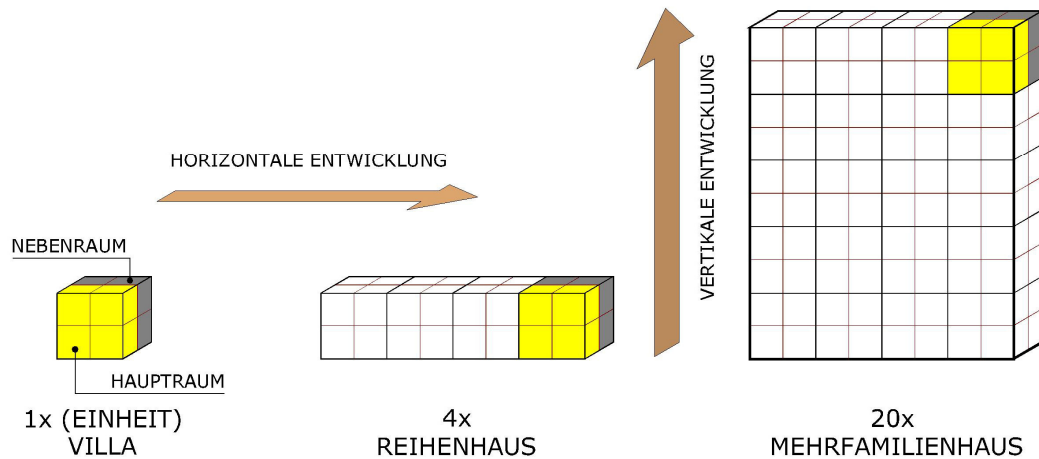 HORIZONTALE ENTWICKLUNG
VERTIKALE ENTWICKLUNG
NEBENRAUM
HAUPTRAUM
1x (EINHEIT)
VILLA
4x
REIHENHAUS
20x
MEHRFAMILIENHAUS